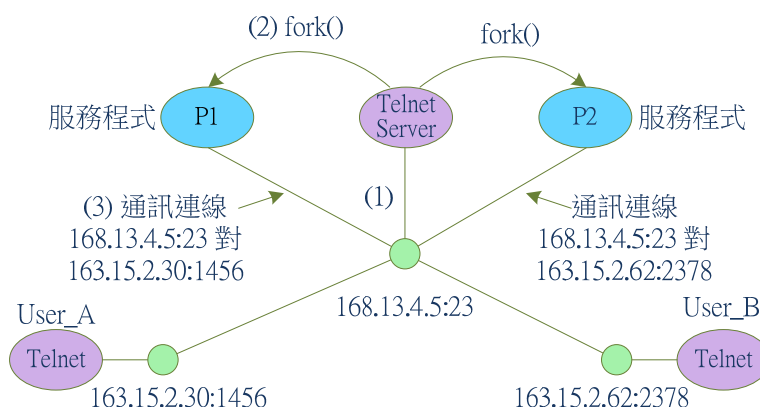 (2) fork()
fork()
服務程式
P1
Telnet
Server
P2
服務程式
(1)
(3) 通訊連線
168.13.4.5:23 對
163.15.2.30:1456
通訊連線
168.13.4.5:23 對
163.15.2.62:2378
168.13.4.5:23
User_A
Telnet
163.15.2.30:1456
User_B
Telnet
163.15.2.62:2378